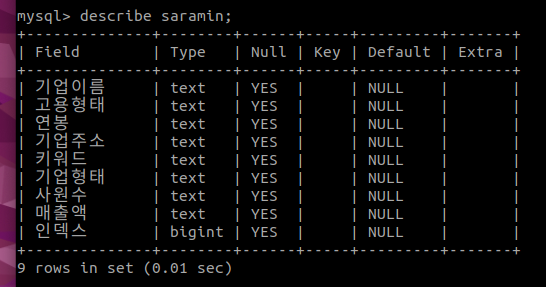 mysql> describe saramin;
+--------------+--------+------+-----+---------+-------+
| Field        | Type   | Null | Key | Default | Extra |
+--------------+--------+------+-----+---------+-------+
| 기업이름     | text   | YES  |     | NULL    |       |
| 고용형태     | text   | YES  |     | NULL    |       |
| 연봉         | text   | YES  |     | NULL    |       |
| 기업주소     | text   | YES  |     | NULL    |       |
| 키워드       | text   | YES  |     | NULL    |       |
| 기업형태     | text   | YES  |     | NULL    |       |
| 사원수       | text   | YES  |     | NULL    |       |
| 매출액       | text   | YES  |     | NULL    |       |
| 인덱스       | bigint | YES  |     | NULL    |       |
+--------------+--------+------+-----+---------+-------+
9 rows in set (0.01 sec)